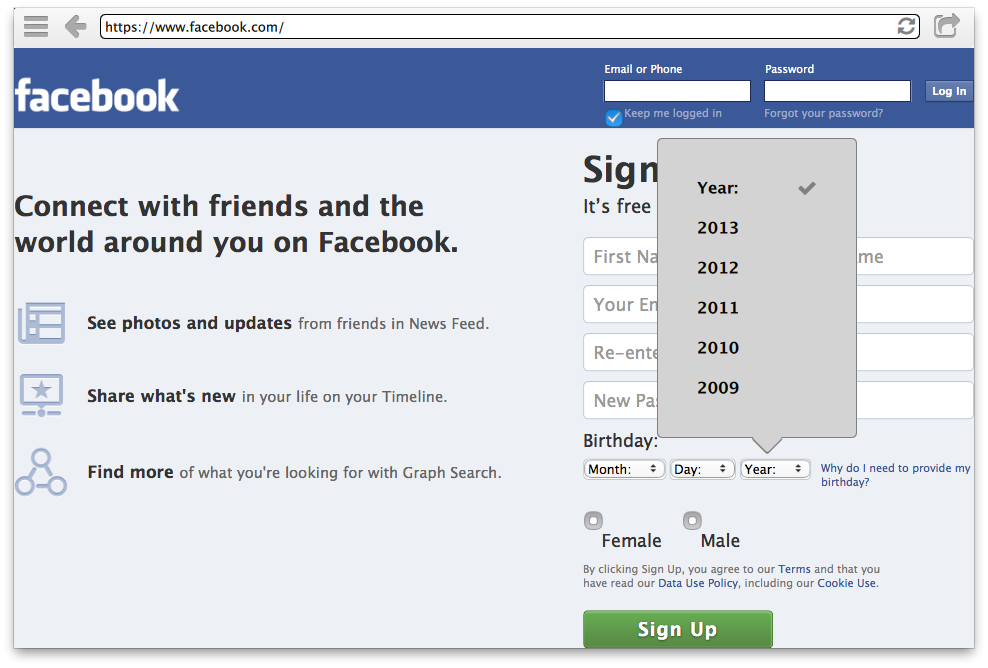 https://www.facebook.com/
facebook
Email or Phone
Password
Log In
Keep me logged in
Forgot your password?
Connect with friends and the
world around you on Facebook.
See photos and updates from friends in News Feed.
Share what's new in your life on your Timeline.
Find more of what you're looking for with Graph Search.
Sign
It's free
First Na
me
Your En
Re-ente
New Pas
Year:
2013
2012
2011
2010
2009
Birthday:
Month:
Day:
Year:
Why do I need to provide my
birthday?
Female
Male
By clicking Sign Up, you agree to our Terms and that you
have read our Data Use Policy, including our Cookie Use.
Sign Up